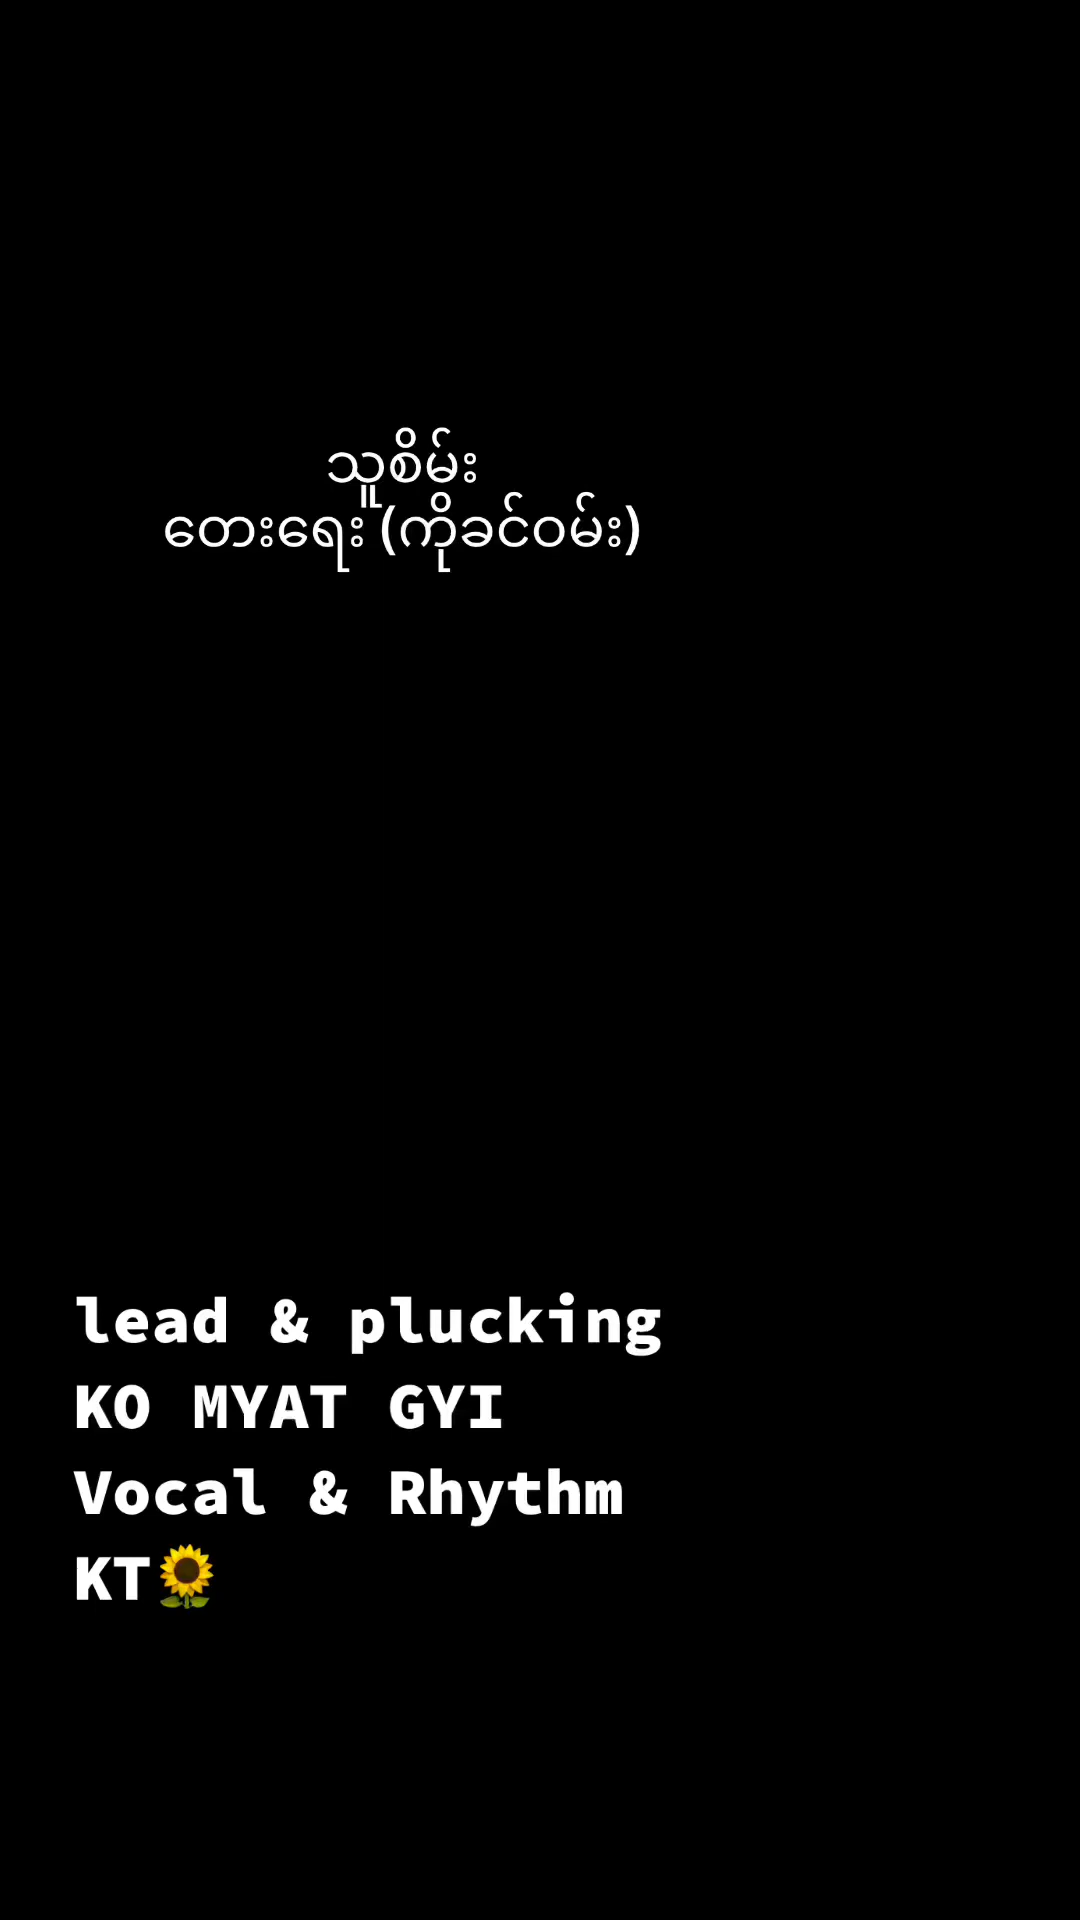 သူစိမ်း
တေးရေး (ကိုခင်ဝမ်း)
lead & plucking
KO MYAT GYI
Vocal & Rhythm
KT🌻